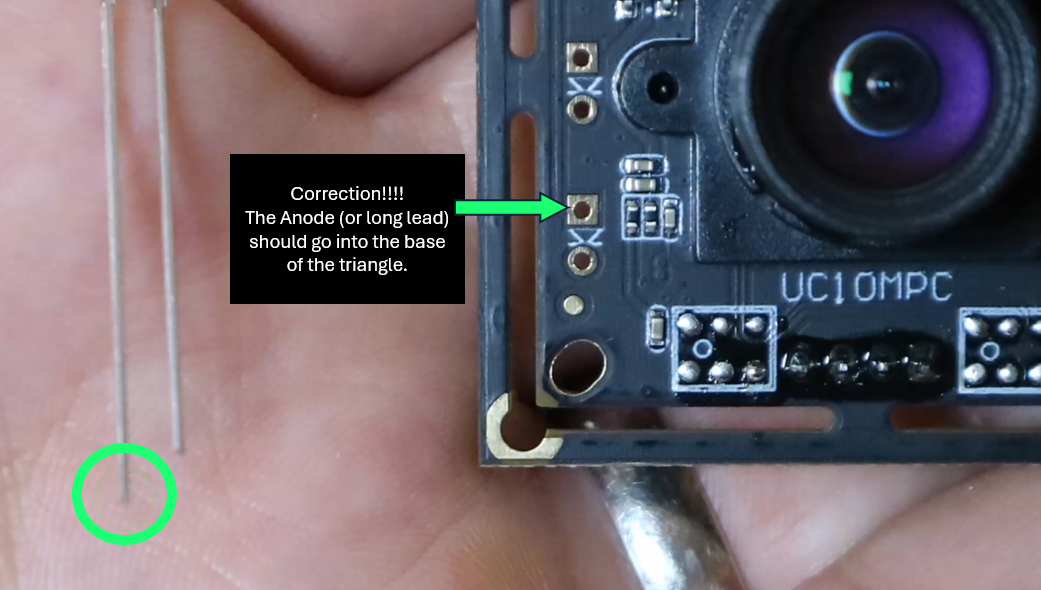 Correction!!!!
The Anode (or long lead)
should go into the base
of the triangle.
UC10MPC